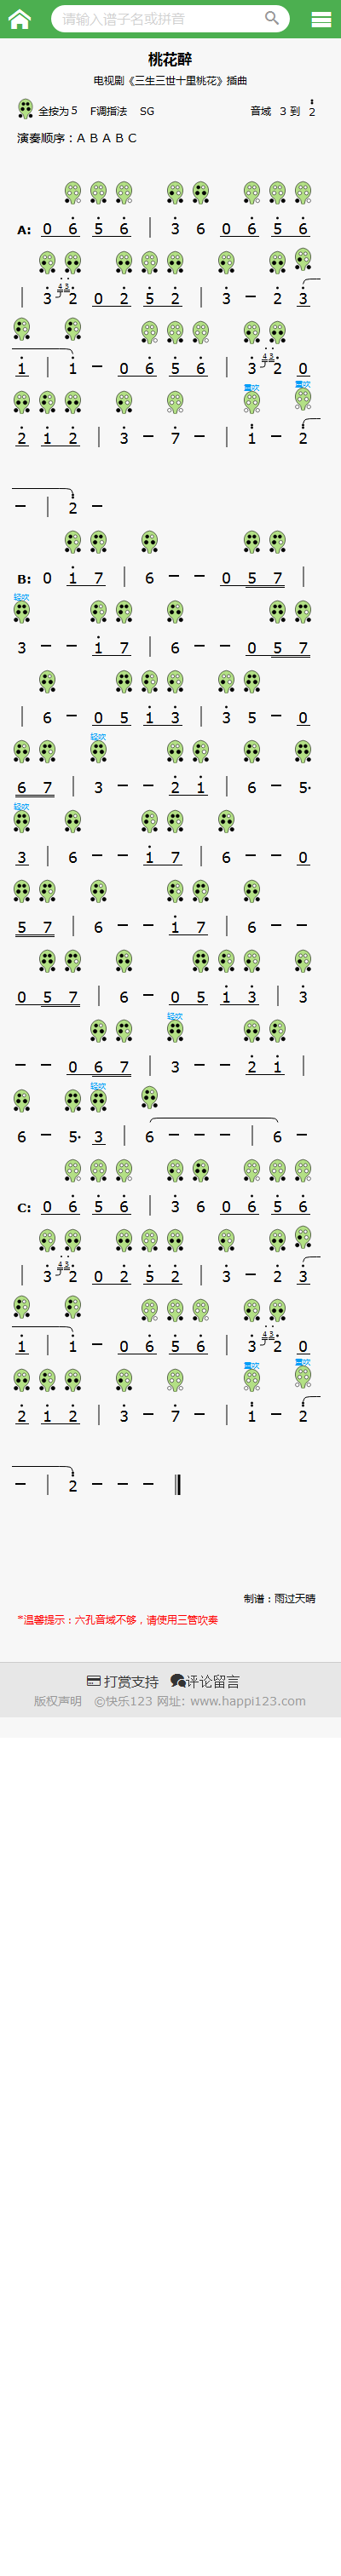 请输入谱子名或拼音
桃花醉
电视剧《三生三世十里桃花》插曲
全按为5 F调指法 SG 音域 3 到 2̈
演奏顺序：A B A B C
A: 0 6̇ 5̇ 6̇ | 3̇ 6 0 6̇ 5̇ 6̇
| 3̇ 4̇3̇ 2̇ 0 2̇ 5̇ 2̇ | 3̇ － 2̇ 3̇
1̇ | 1̇ － 0 6̇ 5̇ 6̇ | 3̇ 4̇3̇ 2̇ 0
重吹 重吹
2̇ 1̇ 2̇ | 3̇ － 7̇ － | 1̈ － 2̈
－ | 2̈ －
B: 0 1̇ 7 | 6 － － 0 5 7 |
轻吹
3 － － 1̇ 7 | 6 － － 0 5 7
| 6 － 0 5 1̇ 3̇ | 3̇ 5 － 0
轻吹
6 7 | 3 － － 2̇ 1̇ | 6 － 5·
轻吹
3 | 6 － － 1̇ 7 | 6 － － 0
5 7 | 6 － － 1̇ 7 | 6 － －
0 5 7 | 6 － 0 5 1̇ 3̇ | 3̇
轻吹
－ － 0 6 7 | 3 － － 2̇ 1̇ |
轻吹
6 － 5· 3 | 6 － － － | 6 －
C: 0 6̇ 5̇ 6̇ | 3̇ 6 0 6̇ 5̇ 6̇
| 3̇ 4̇3̇ 2̇ 0 2̇ 5̇ 2̇ | 3̇ － 2̇ 3̇
1̇ | 1̇ － 0 6̇ 5̇ 6̇ | 3̇ 4̇3̇ 2̇ 0
重吹 重吹
2̇ 1̇ 2̇ | 3̇ － 7̇ － | 1̈ － 2̈
－ | 2̈ － － － ‖
制谱：雨过天晴
*温馨提示：六孔音域不够，请使用三管吹奏
打赏支持 评论留言
版权声明 ©快乐123 网址: www.happi123.com